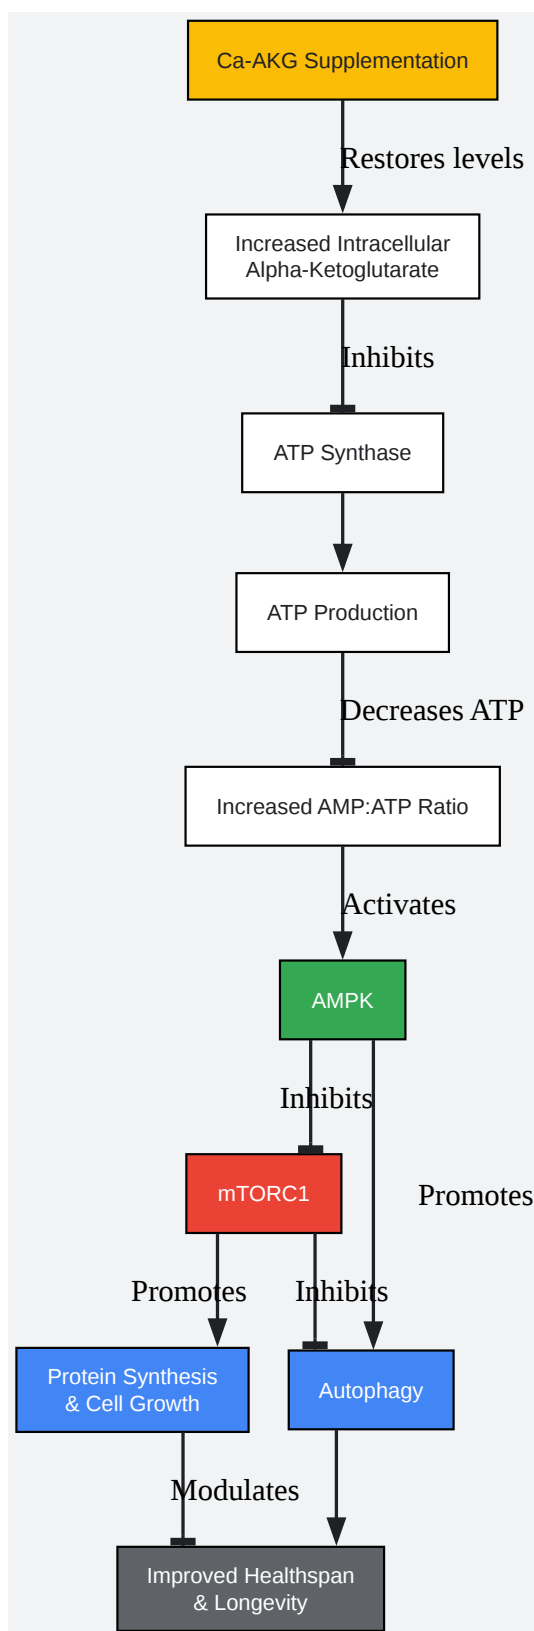 Ca-AKG Supplementation
Restores levels
Increased Intracellular
Alpha-Ketoglutarate
Inhibits
ATP Synthase
ATP Production
Decreases ATP
Increased AMP:ATP Ratio
Activates
AMPK
Inhibits
mTORC1
Promotes
Promotes
Inhibits
Protein Synthesis
& Cell Growth
Autophagy
Modulates
Improved Healthspan
& Longevity